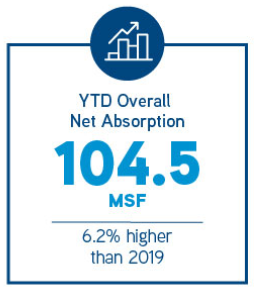 YTD Overall
Net Absorption
104.5
MSF
6.2% higher
than 2019